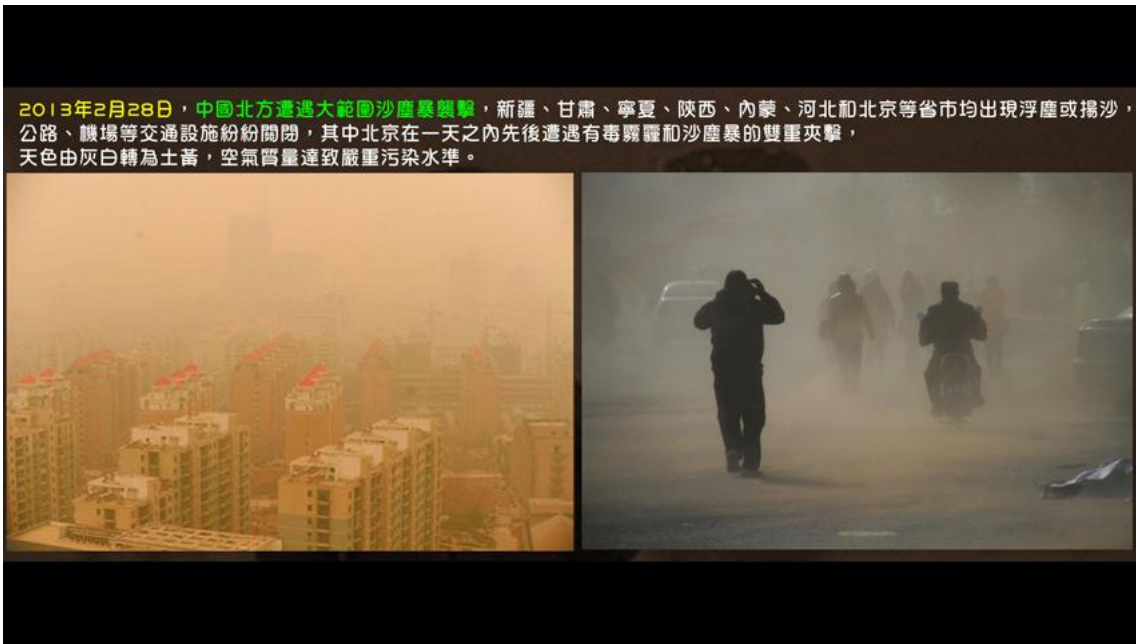 2013年2月28日，中國北方遭遇大範圍沙塵暴襲擊，新疆、甘肅、寧夏、陝西、內蒙、河北和北京等省市均出現浮塵或揚沙，
公路、機場等交通設施紛紛關閉，其中北京在一天之內先後遭遇有毒霧霾和沙塵暴的雙重夾擊，
天色由灰白轉為土黃，空氣質量達致嚴重污染水準。